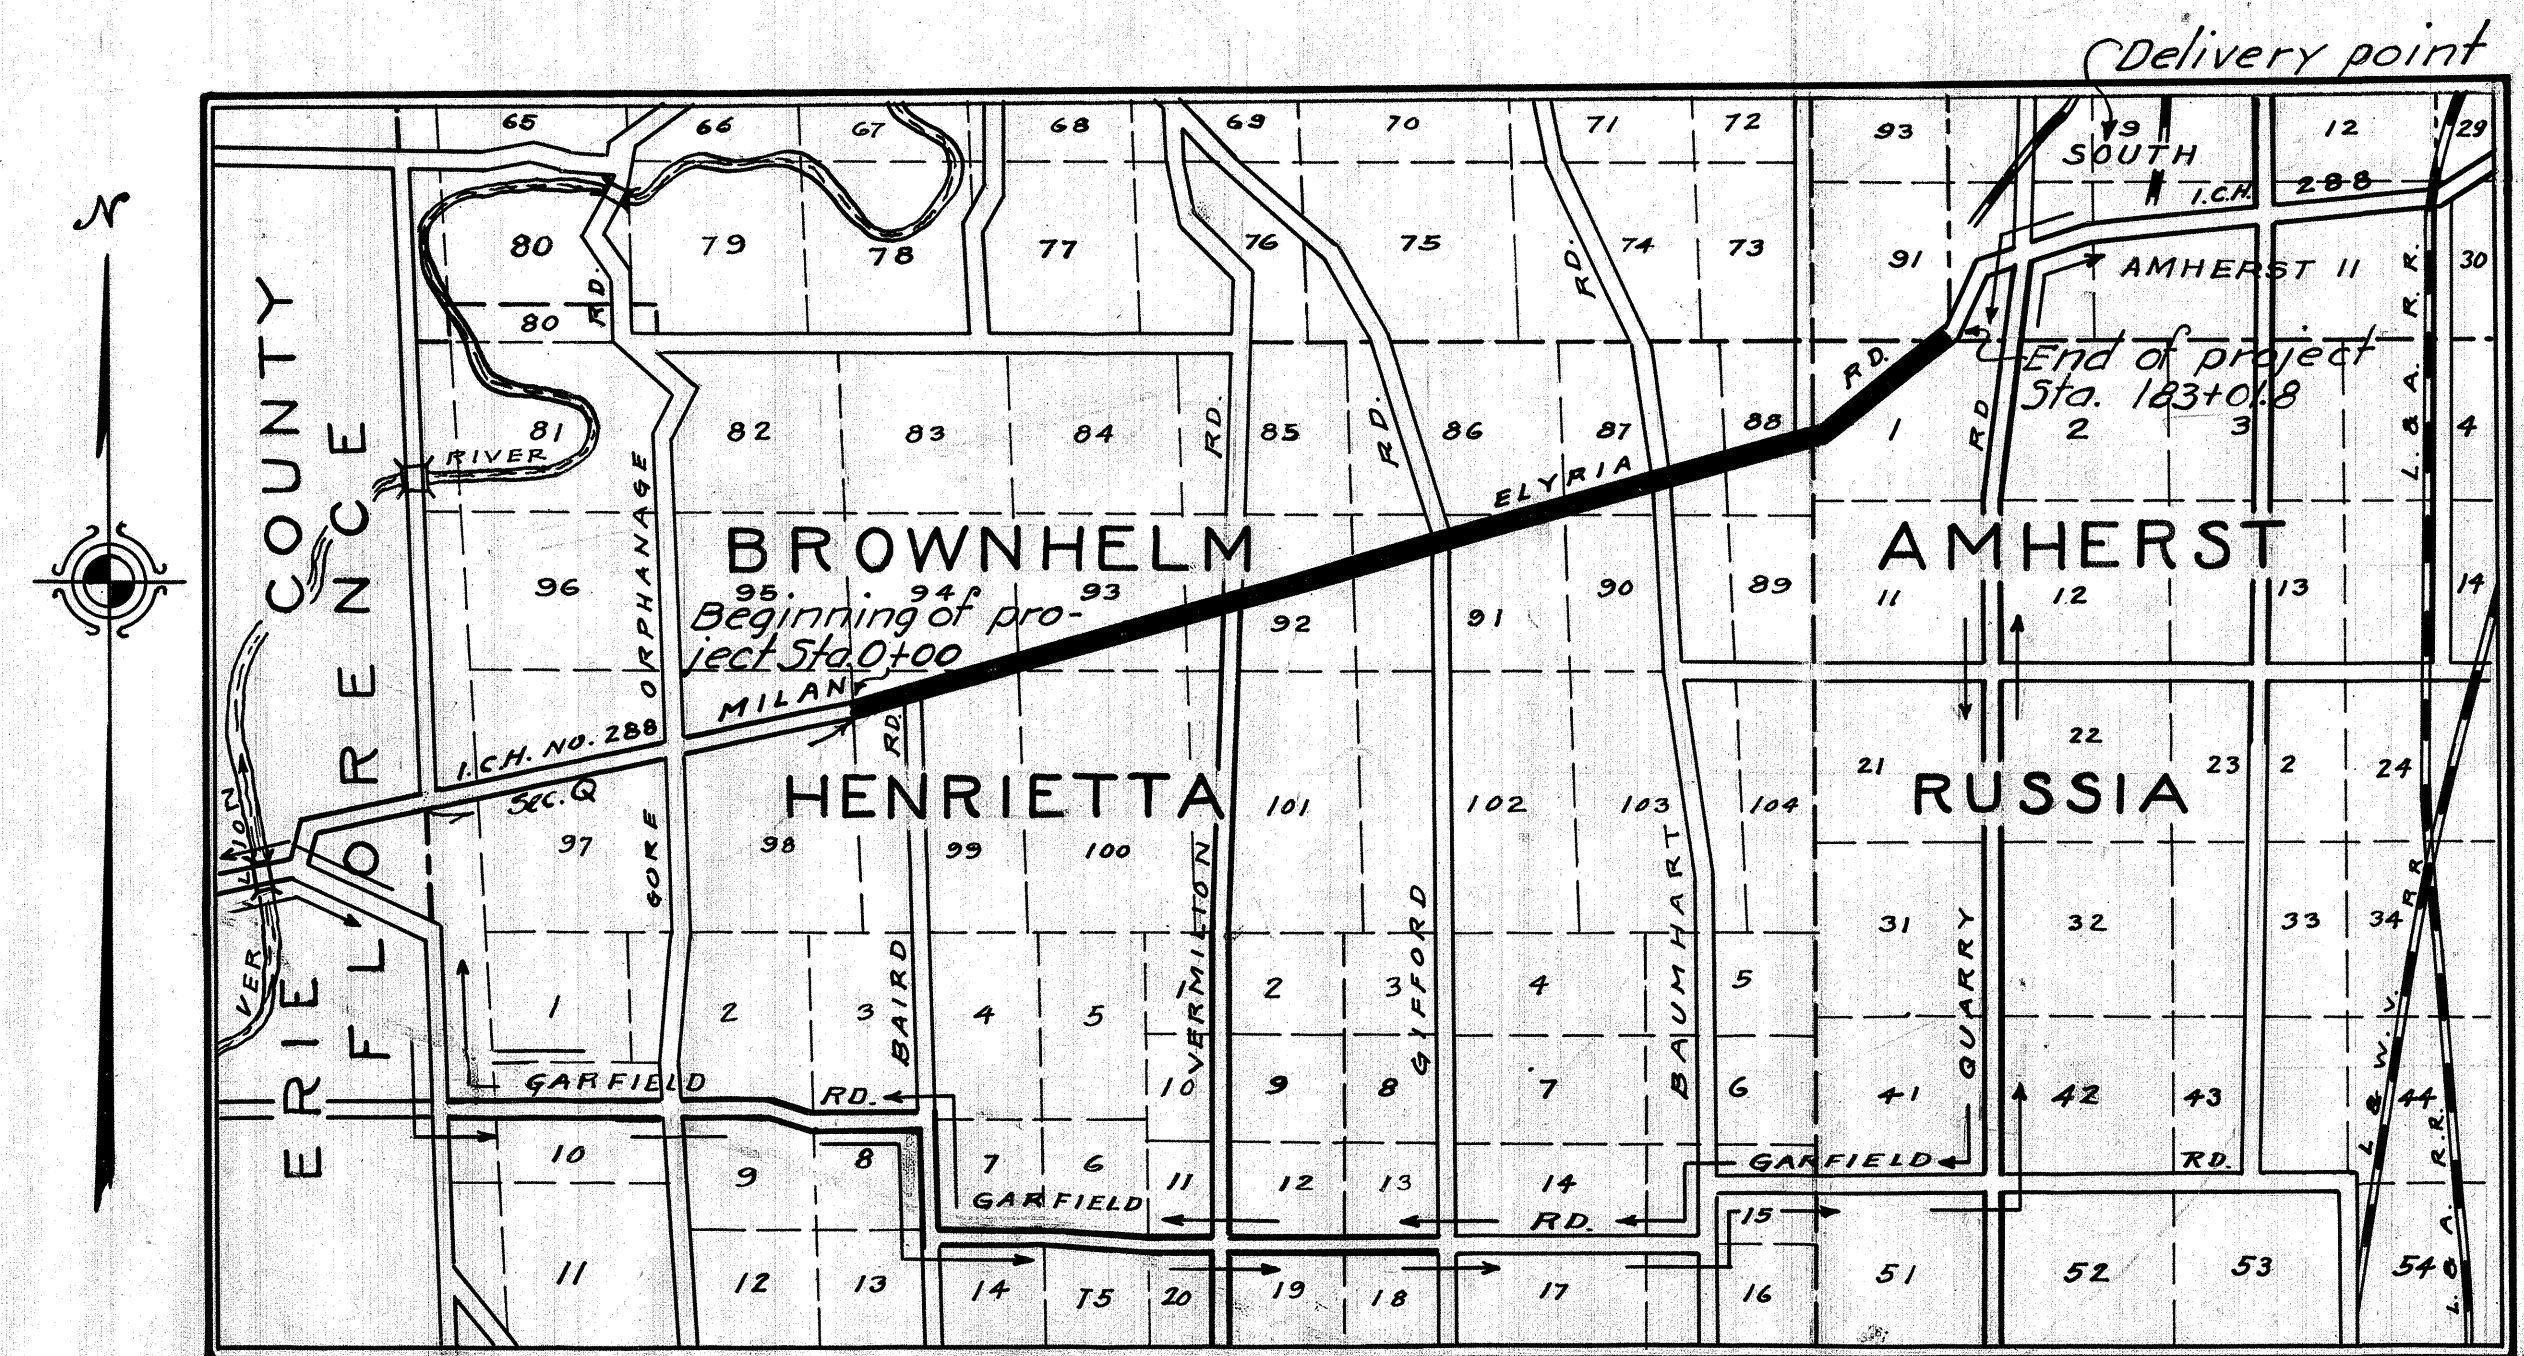 Delivery point
N
65 66 67 68 69 70 71 72 93 9 12 29
SOUTH
I.C.H. 288
80 79 78 77 76 75 74 73 91 AMHERST 11 30
RD. RD. L. & A. R. R.
80
End of project
Sta. 183+01.8
RD. RD
81 82 83 84 85 86 87 88 1 2 3 4
RIVER
RD. RD.
ELYRIA
BROWNHELM AMHERST
96 95 94 93 92 91 90 89 11 12 13 14
Beginning of pro-
ject Sta. 0+00
MILAN
I.C.H. NO. 288
Sec. Q
RD.
ORPHANAGE
GORE
HENRIETTA RUSSIA
21 22 23 2 24
97 98 99 100 101 102 103 104
31 32 33 34
ERIE COUNTY
FLORENCE
VER LION
BAIRD
VERMILION
GIFFORD
BAUMHART
QUARRY
L & W. V. R R
1 2 3 4 5 1 2 3 4 5
GARFIELD RD.
10 9 8 7 6 41 42 43 44
10 9 8 7 6 11 12 13 14
GARFIELD RD.
GARFIELD RD.
15
11 12 13 14 15 20 19 18 17 16 51 52 53 54
L. & A. R.R.